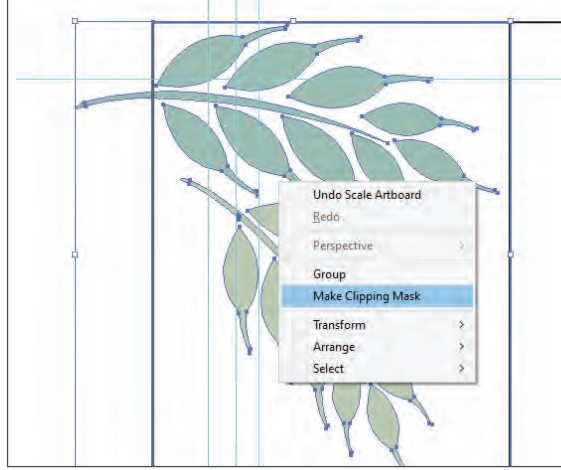 Undo Scale Artboard
Redo
Perspective
Group
Make Clipping Mask
Transform
Arrange
Select